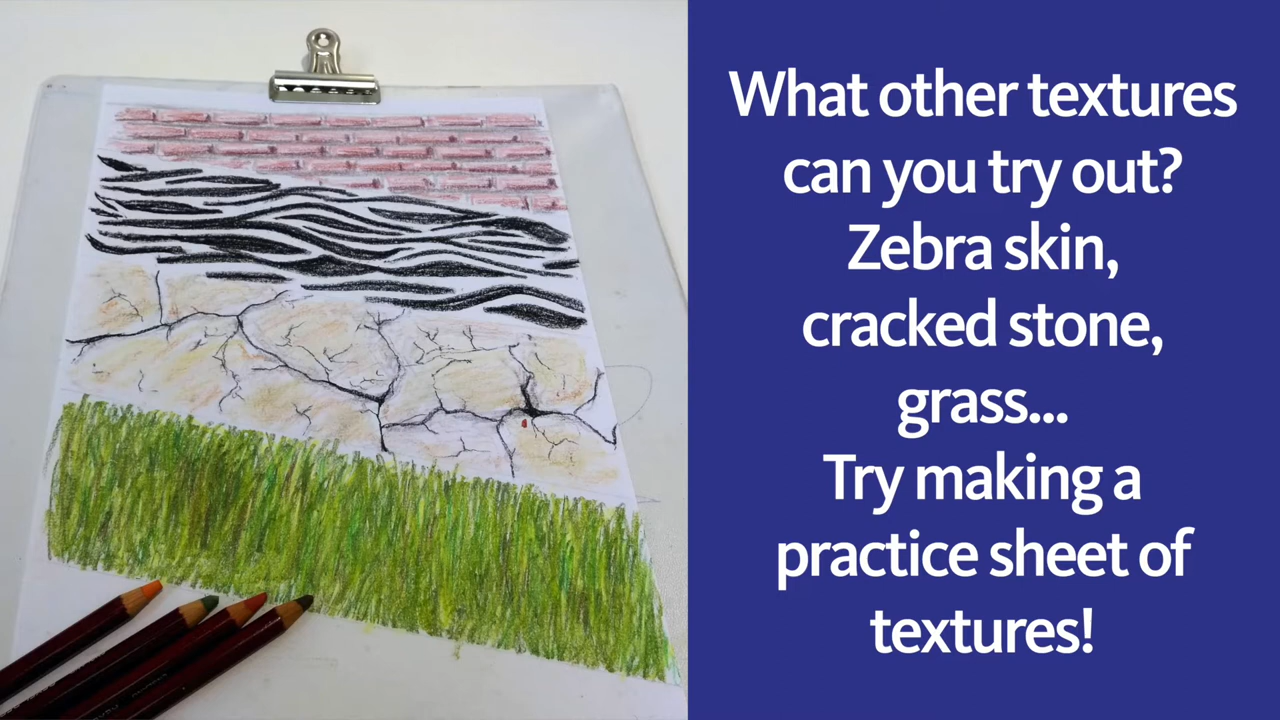 What other textures
can you try out?
Zebra skin,
cracked stone,
grass...
Try making a
practice sheet of
textures!